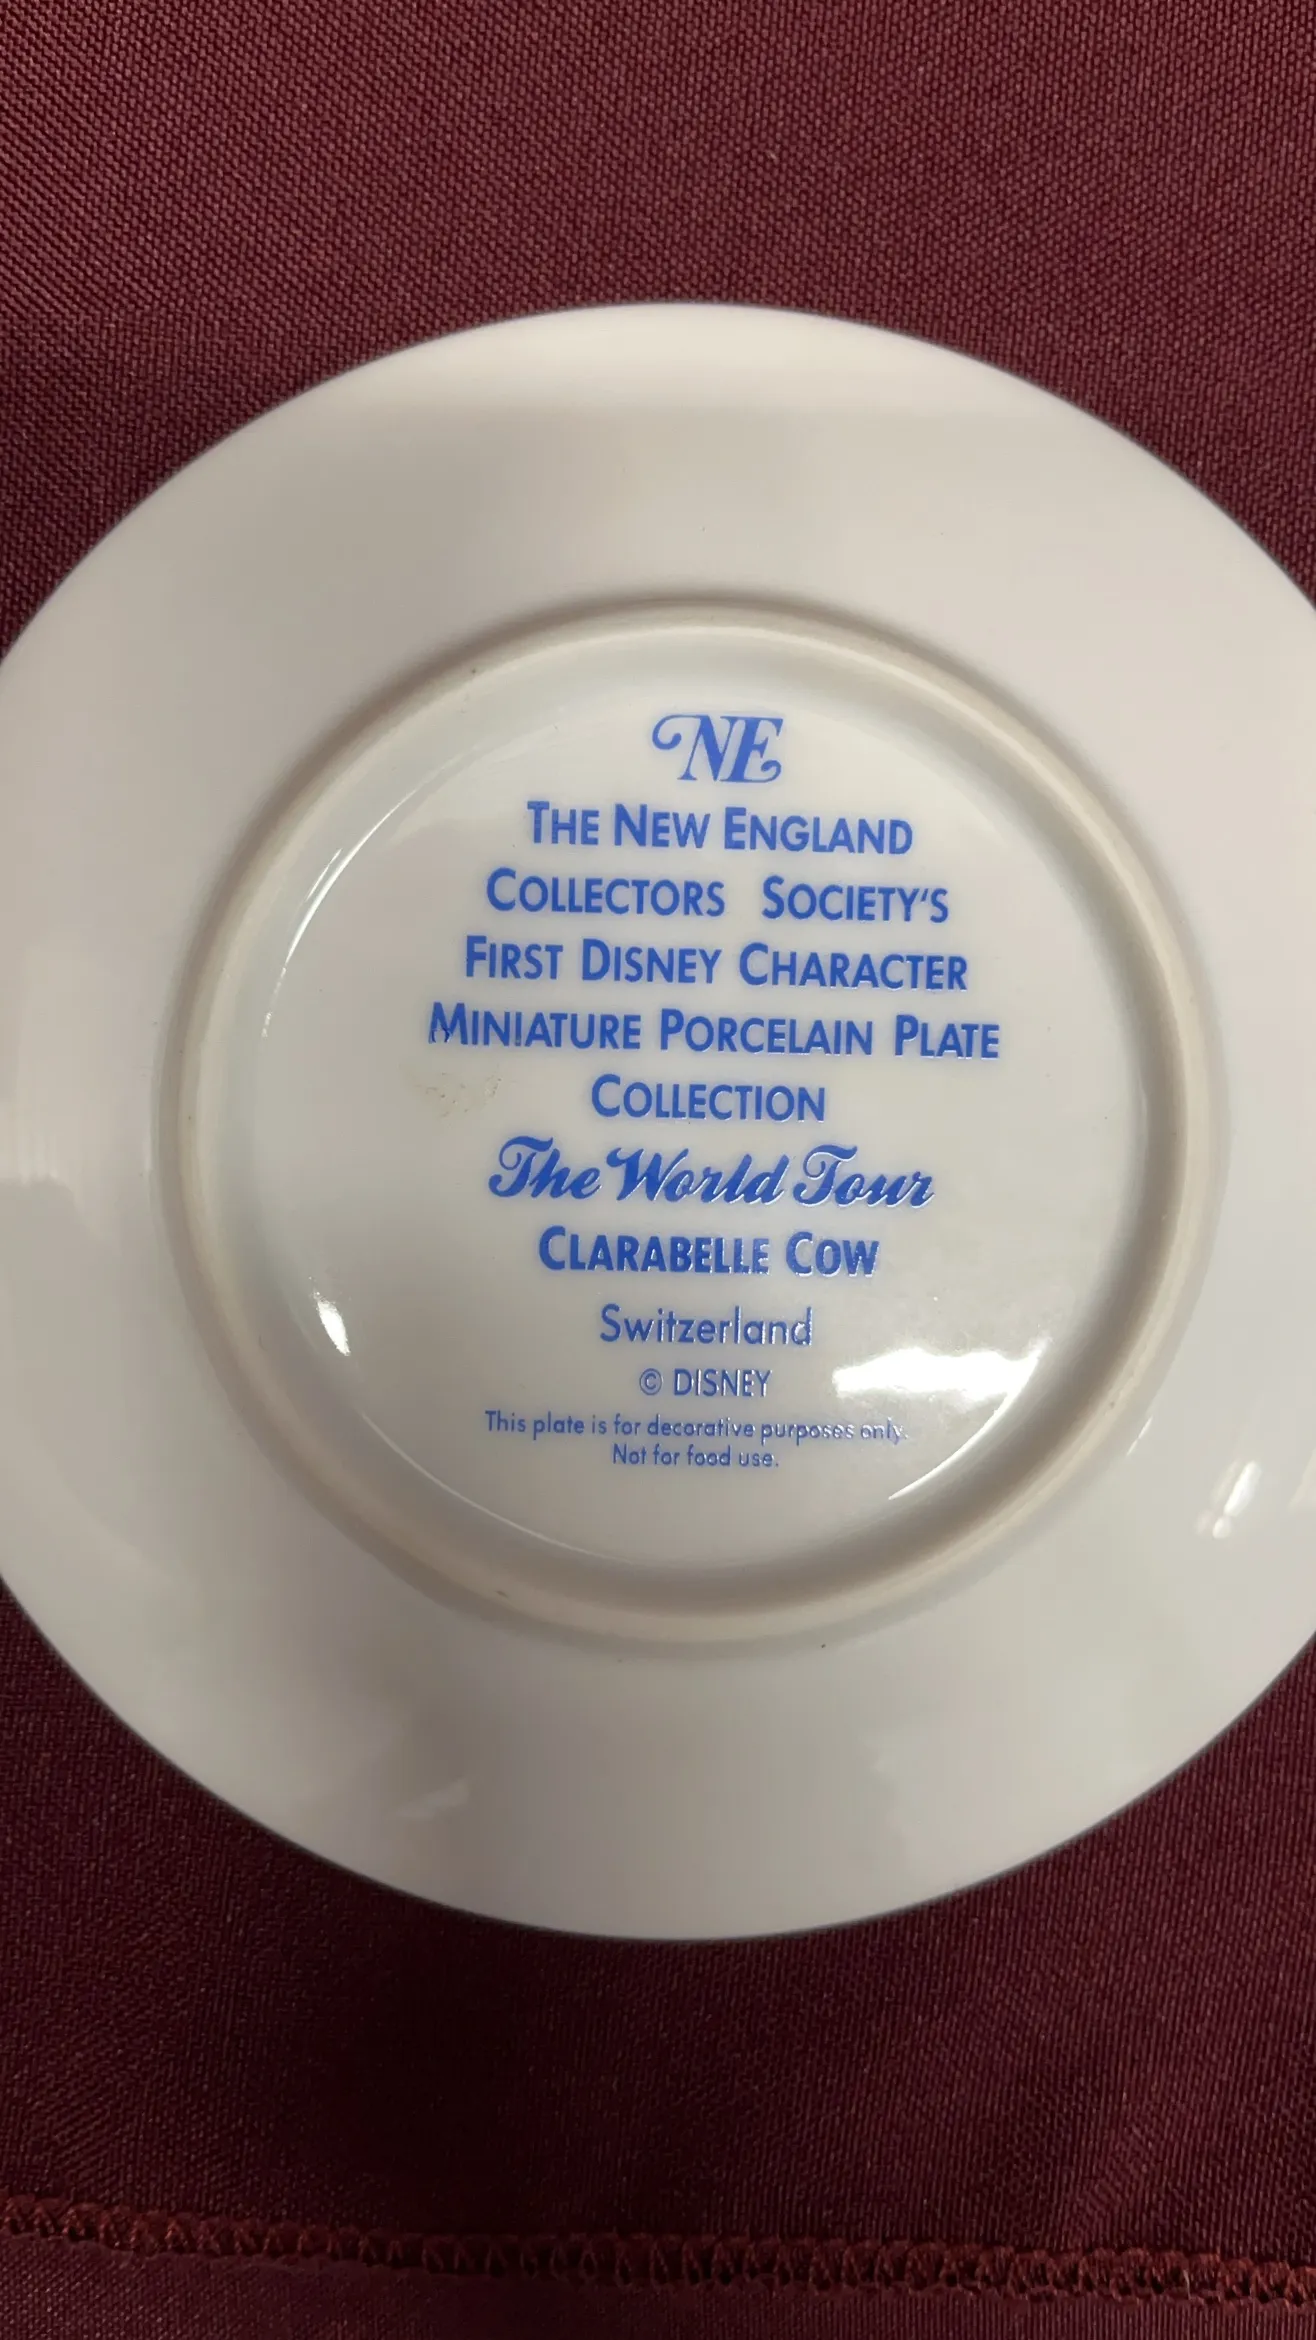 NE
THE NEW ENGLAND
COLLECTORS SOCIETY'S
FIRST DISNEY CHARACTER
MINIATURE PORCELAIN PLATE
COLLECTION
The World Tour
CLARABELLE COW
Switzerland
© DISNEY
This plate is for decorative purposes only.
Not for food use.